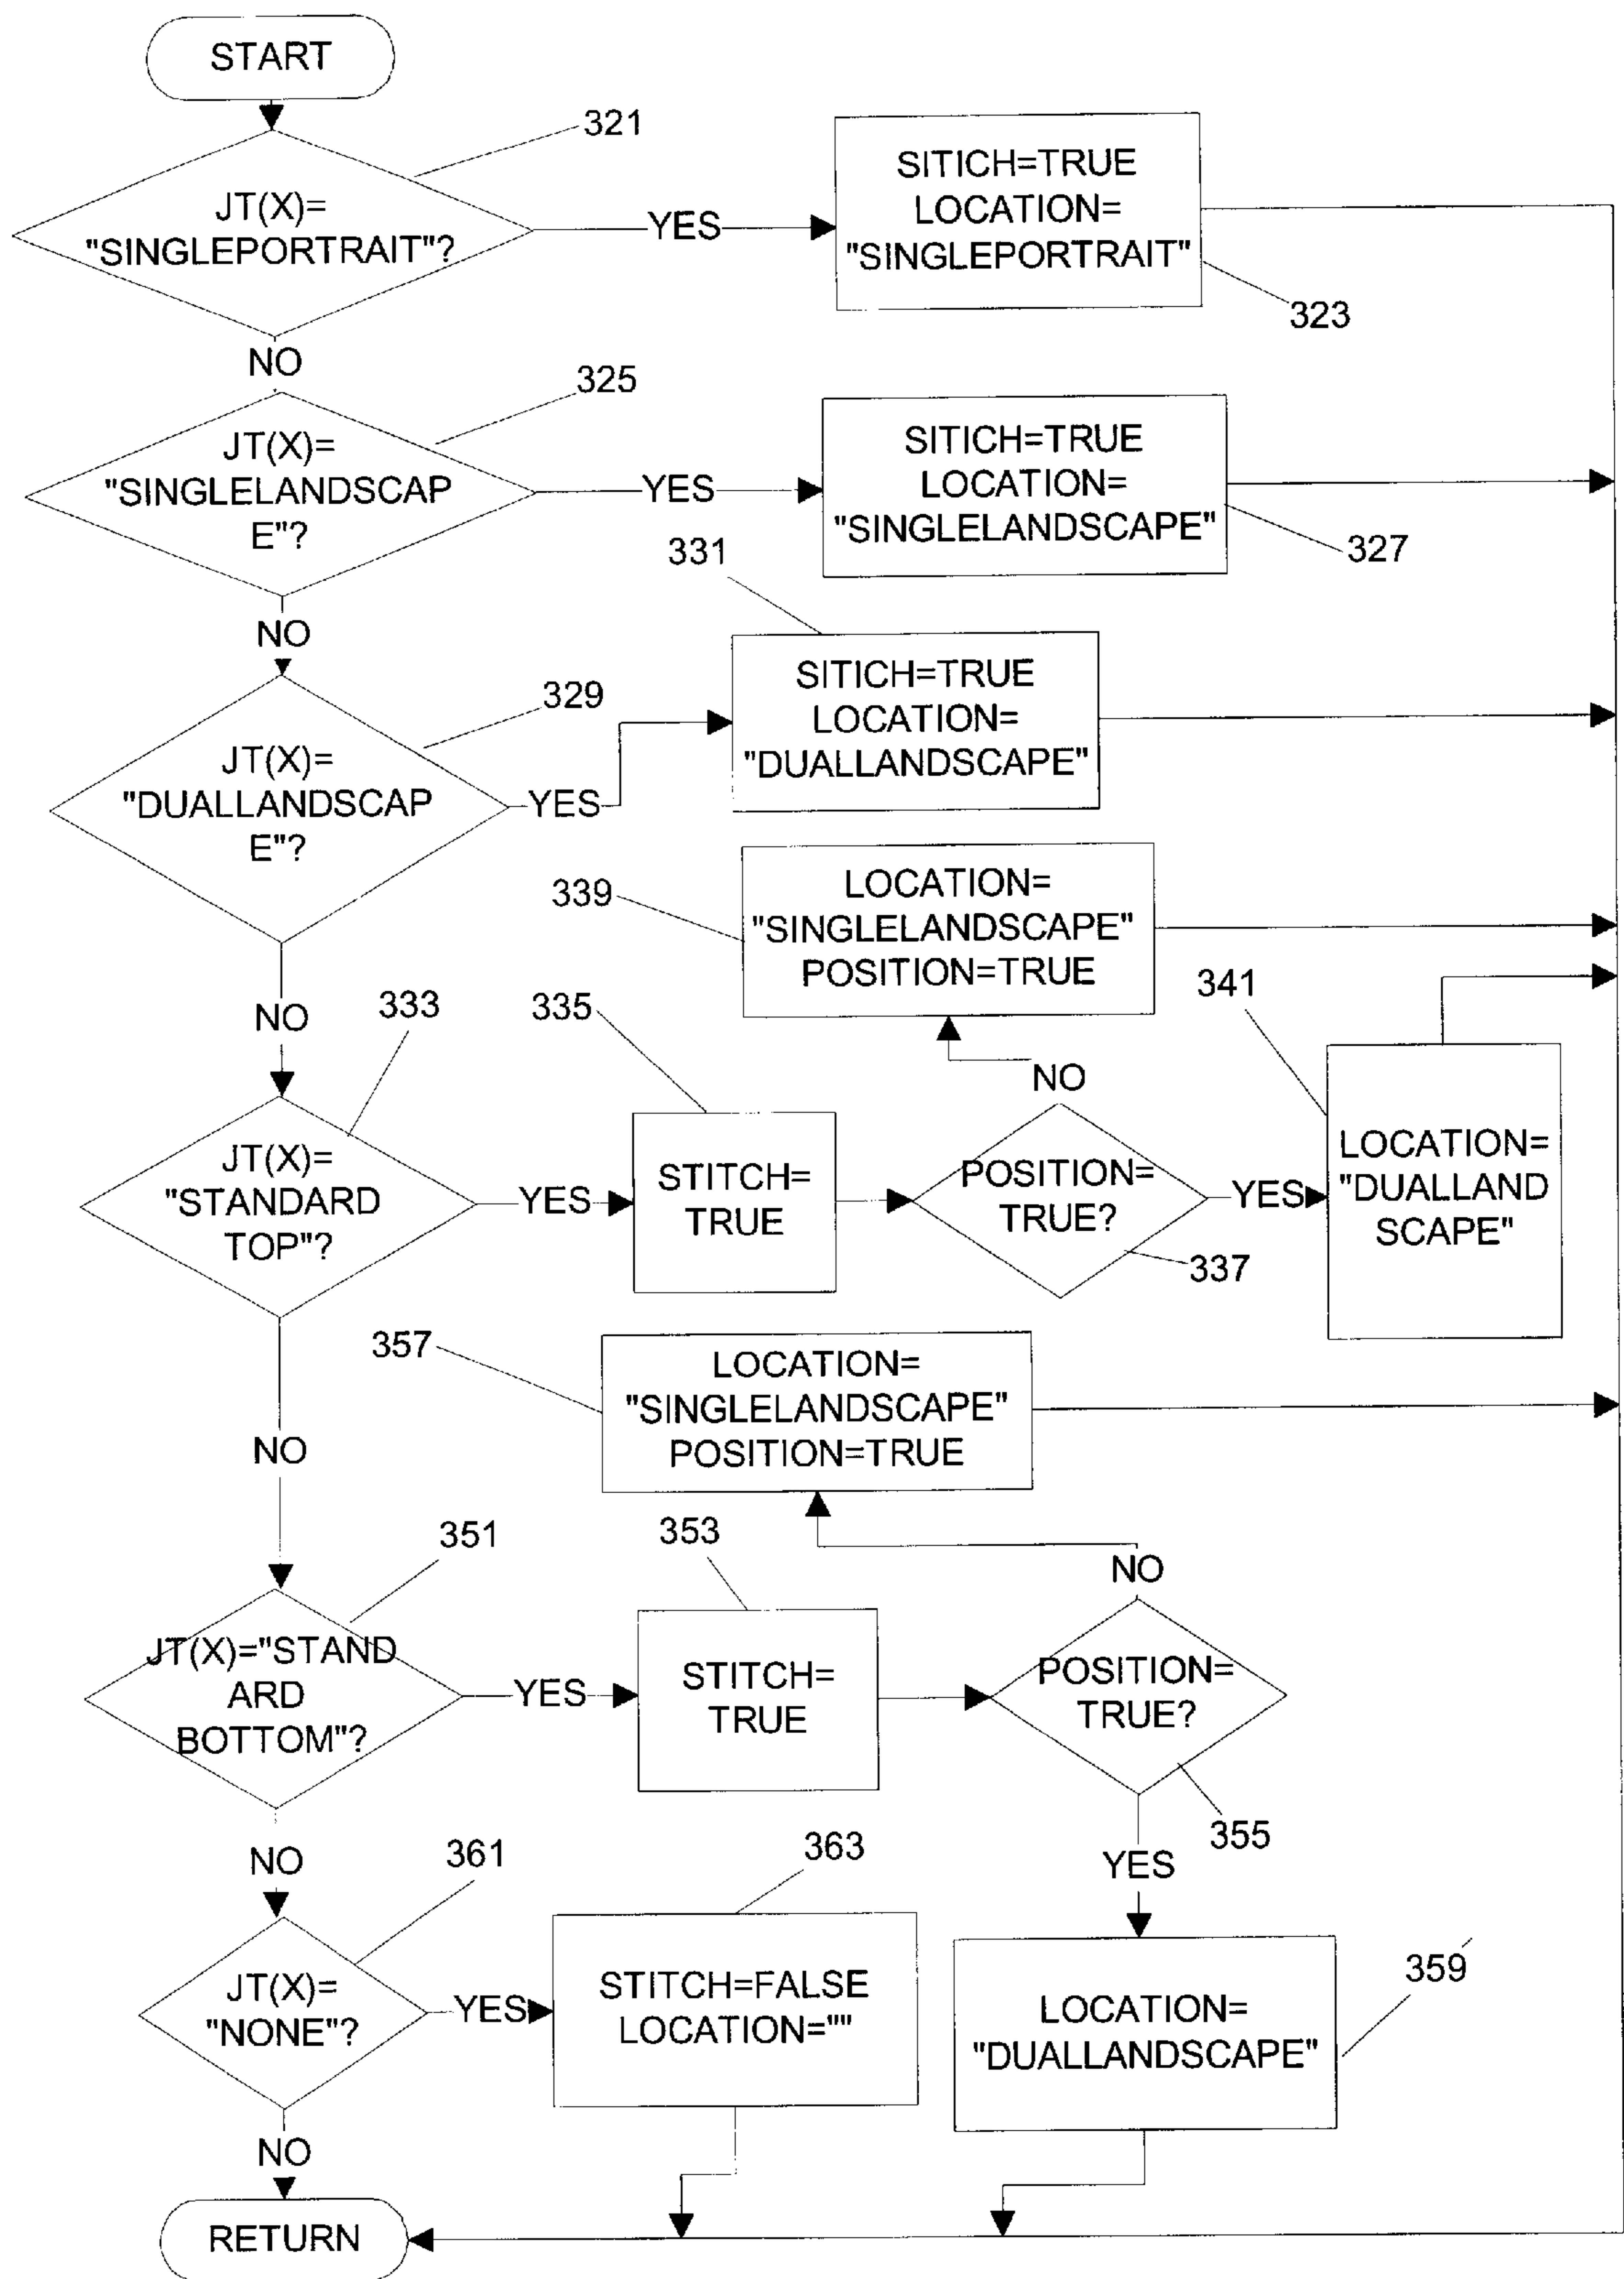 START
321
JT(X)=
"SINGLEPORTRAIT"?
YES
SITICH=TRUE
LOCATION=
"SINGLEPORTRAIT"
323
NO
325
JT(X)=
"SINGLELANDSCAP
E"?
YES
SITICH=TRUE
LOCATION=
"SINGLELANDSCAPE"
327
NO
331
329
JT(X)=
"DUALLANDSCAP
E"?
YES
SITICH=TRUE
LOCATION=
"DUALLANDSCAPE"
339
LOCATION=
"SINGLELANDSCAPE"
POSITION=TRUE
NO
333
335
341
NO
JT(X)=
"STANDARD
TOP"?
YES
STITCH=
TRUE
POSITION=
TRUE?
337
YES
LOCATION=
"DUALLAND
SCAPE"
357
LOCATION=
"SINGLELANDSCAPE"
POSITION=TRUE
NO
351
353
NO
JT(X)="STAND
ARD
BOTTOM"?
YES
STITCH=
TRUE
POSITION=
TRUE?
355
YES
NO
361
363
JT(X)=
"NONE"?
YES
STITCH=FALSE
LOCATION=""
359
LOCATION=
"DUALLANDSCAPE"
NO
RETURN